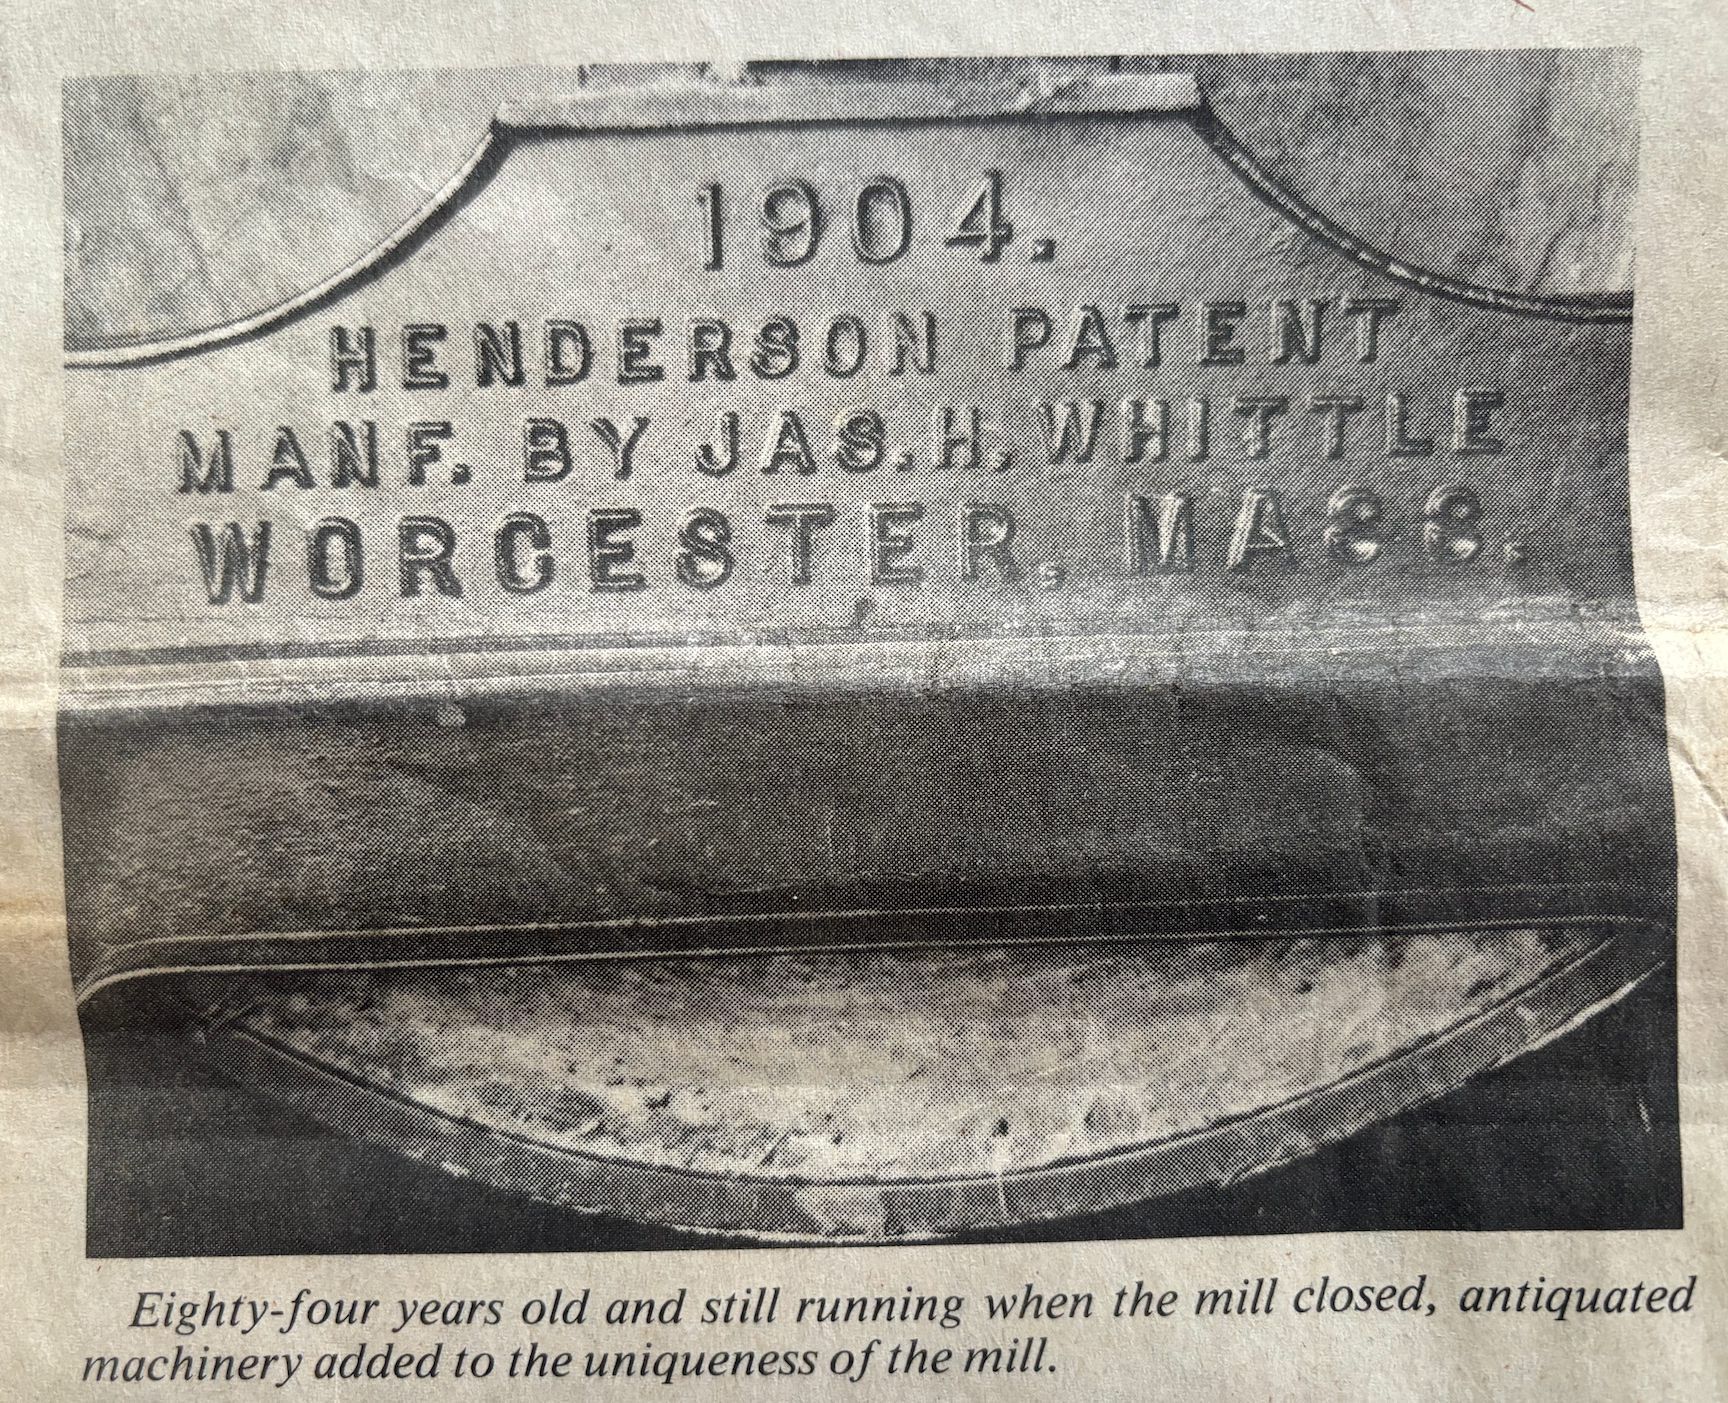 1904.
HENDERSON PATENT
MANF. BY JAS. H. WHITTLE
WORCESTER, MASS.
Eighty-four years old and still running when the mill closed, antiquated
machinery added to the uniqueness of the mill.